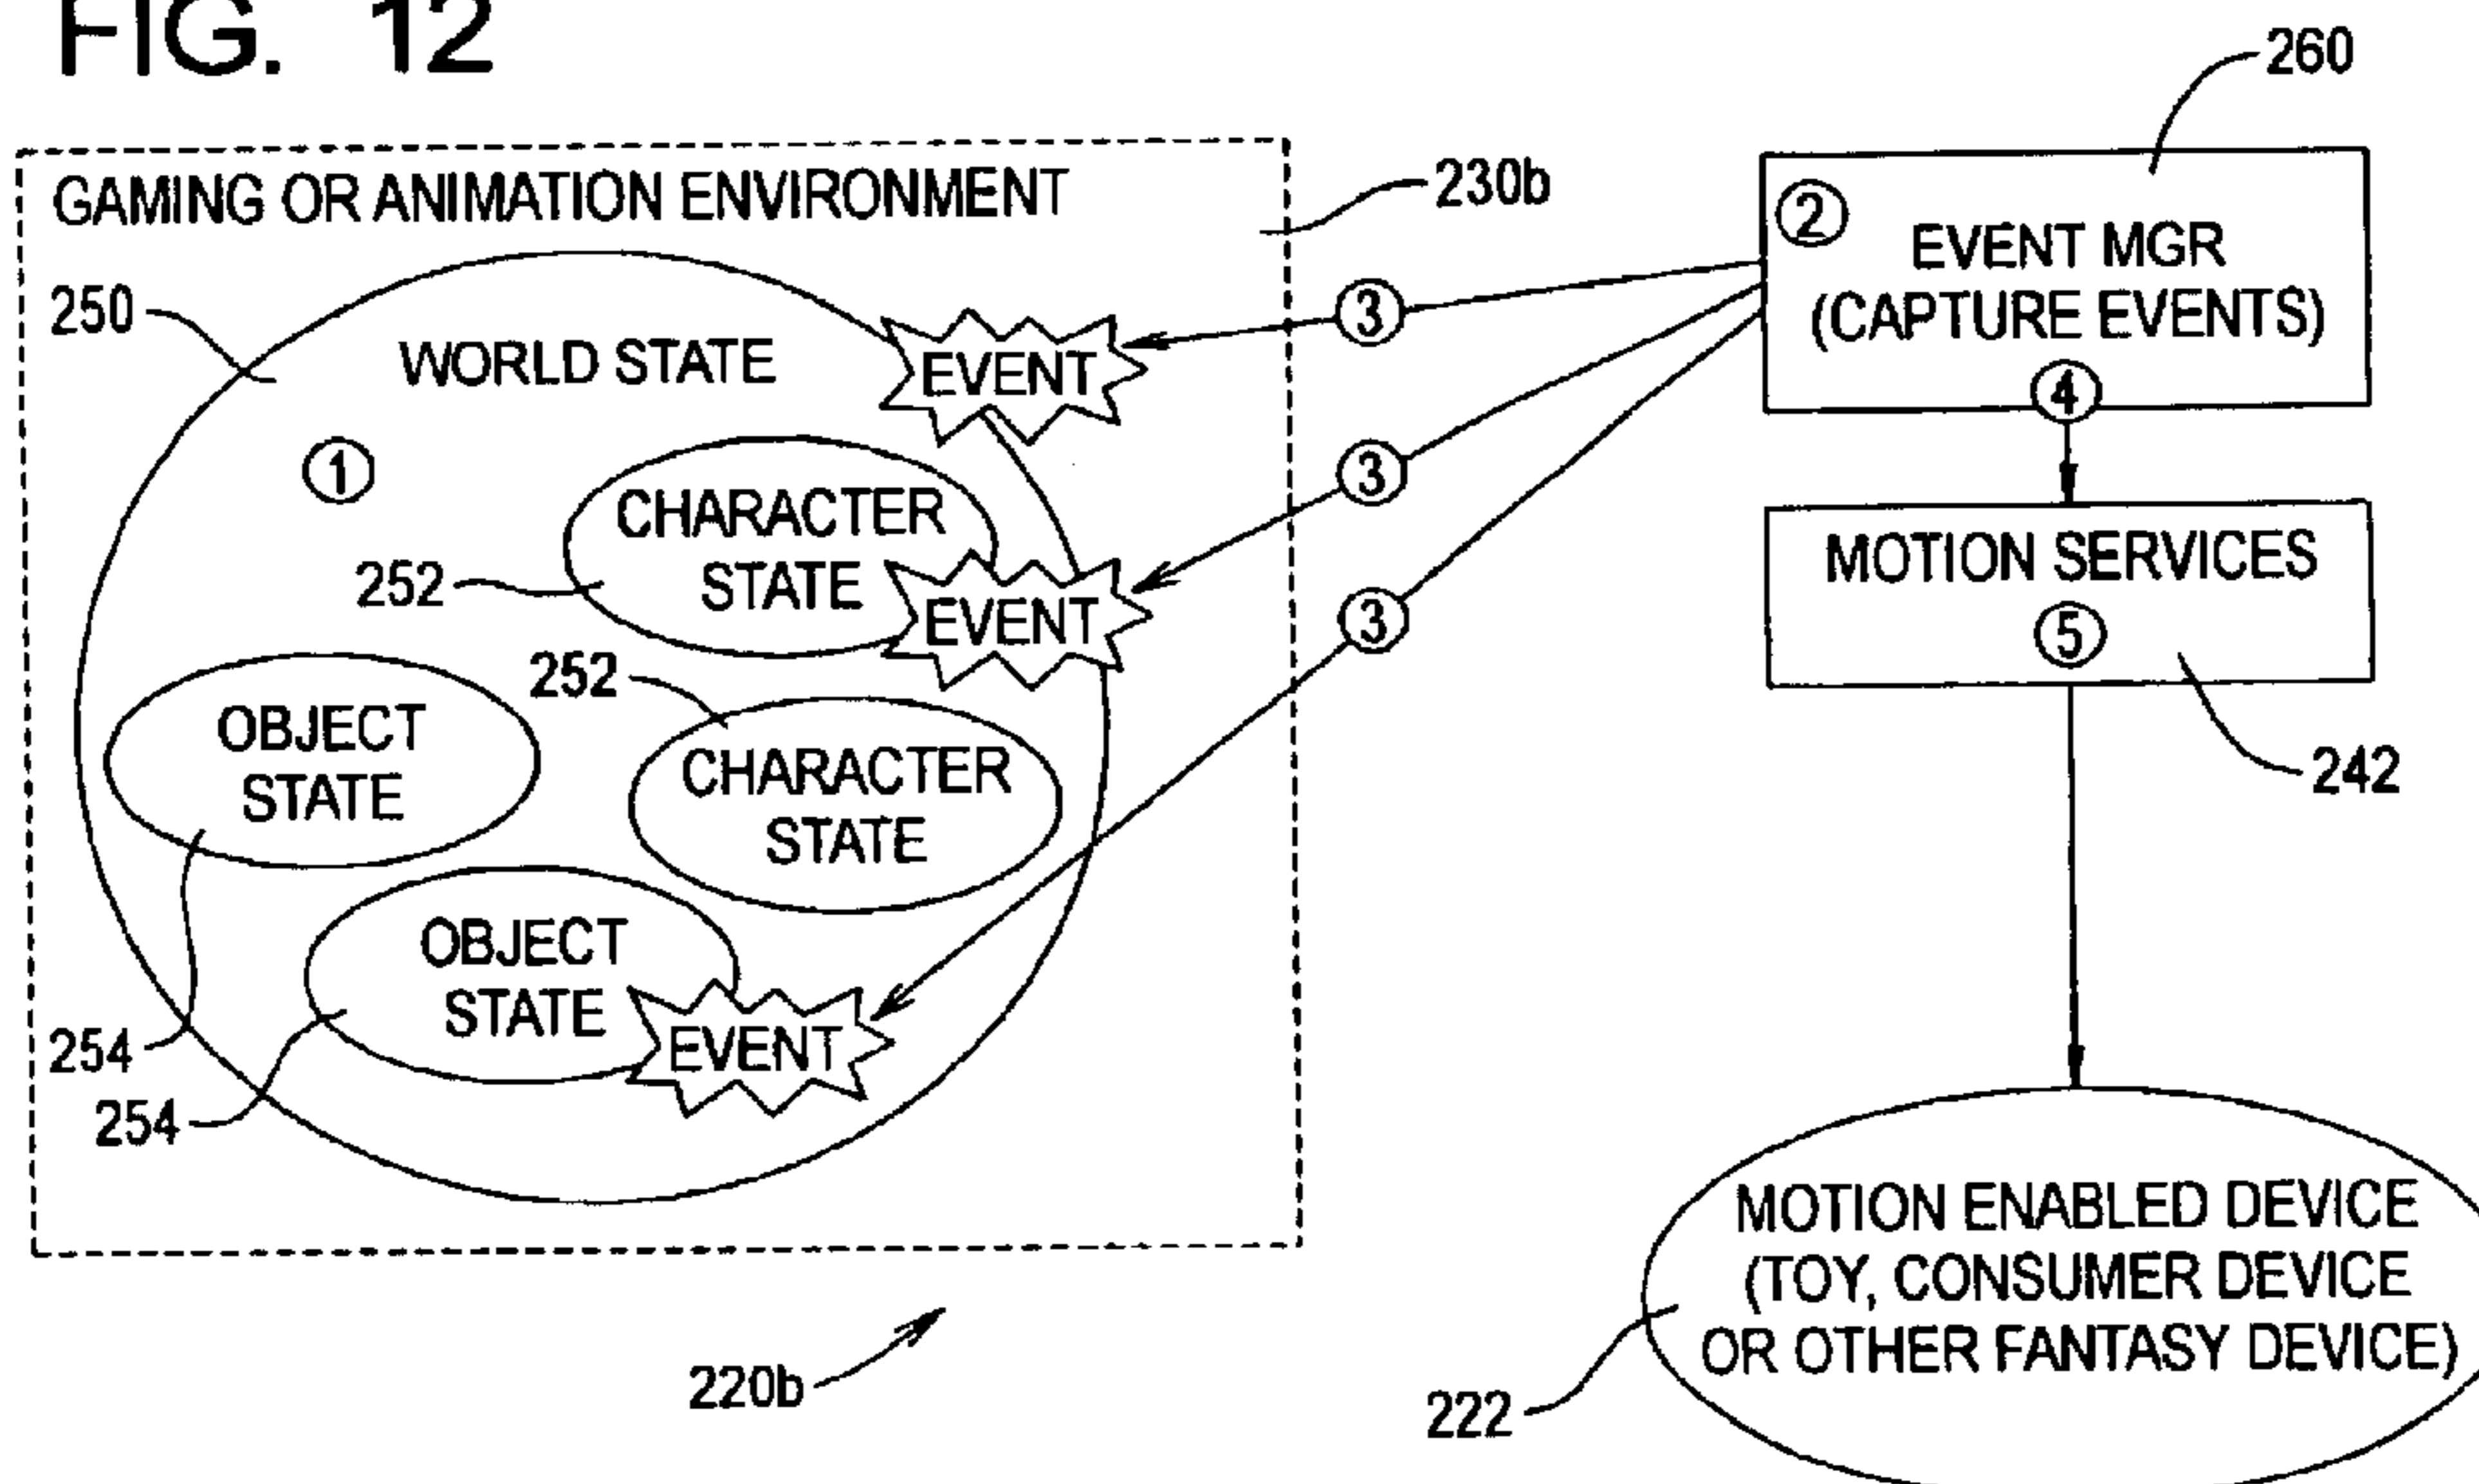 FIG. 12
260
GAMING OR ANIMATION ENVIRONMENT
230b
②
EVENT MGR
(CAPTURE EVENTS)
④
250
WORLD STATE
EVENT
③
①
③
CHARACTER
STATE
252
EVENT
③
MOTION SERVICES
⑤
242
252
OBJECT
STATE
CHARACTER
STATE
OBJECT
STATE
EVENT
254
254
MOTION ENABLED DEVICE
(TOY, CONSUMER DEVICE
OR OTHER FANTASY DEVICE)
220b
222